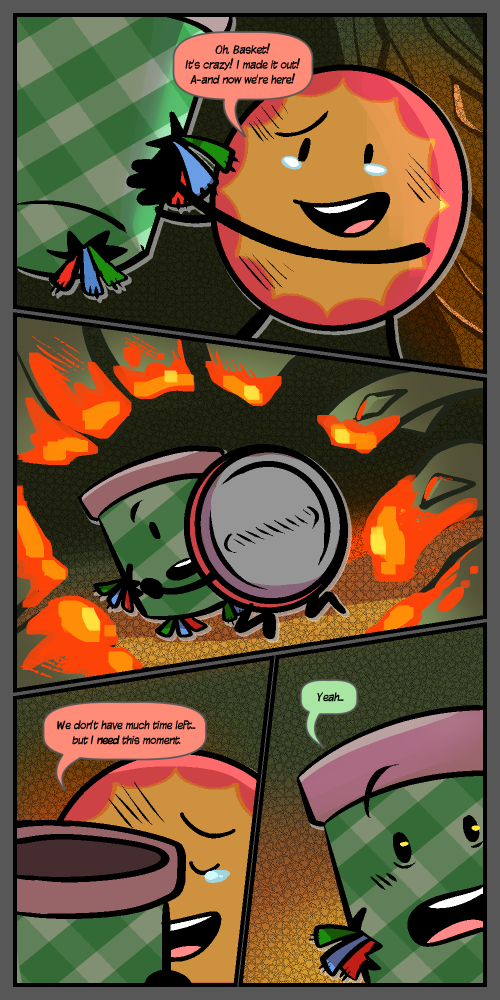 Oh, Basket!
It's crazy! I made it out!
A-and now we're here!
We don't have much time left...
but I need this moment.
Yeah...